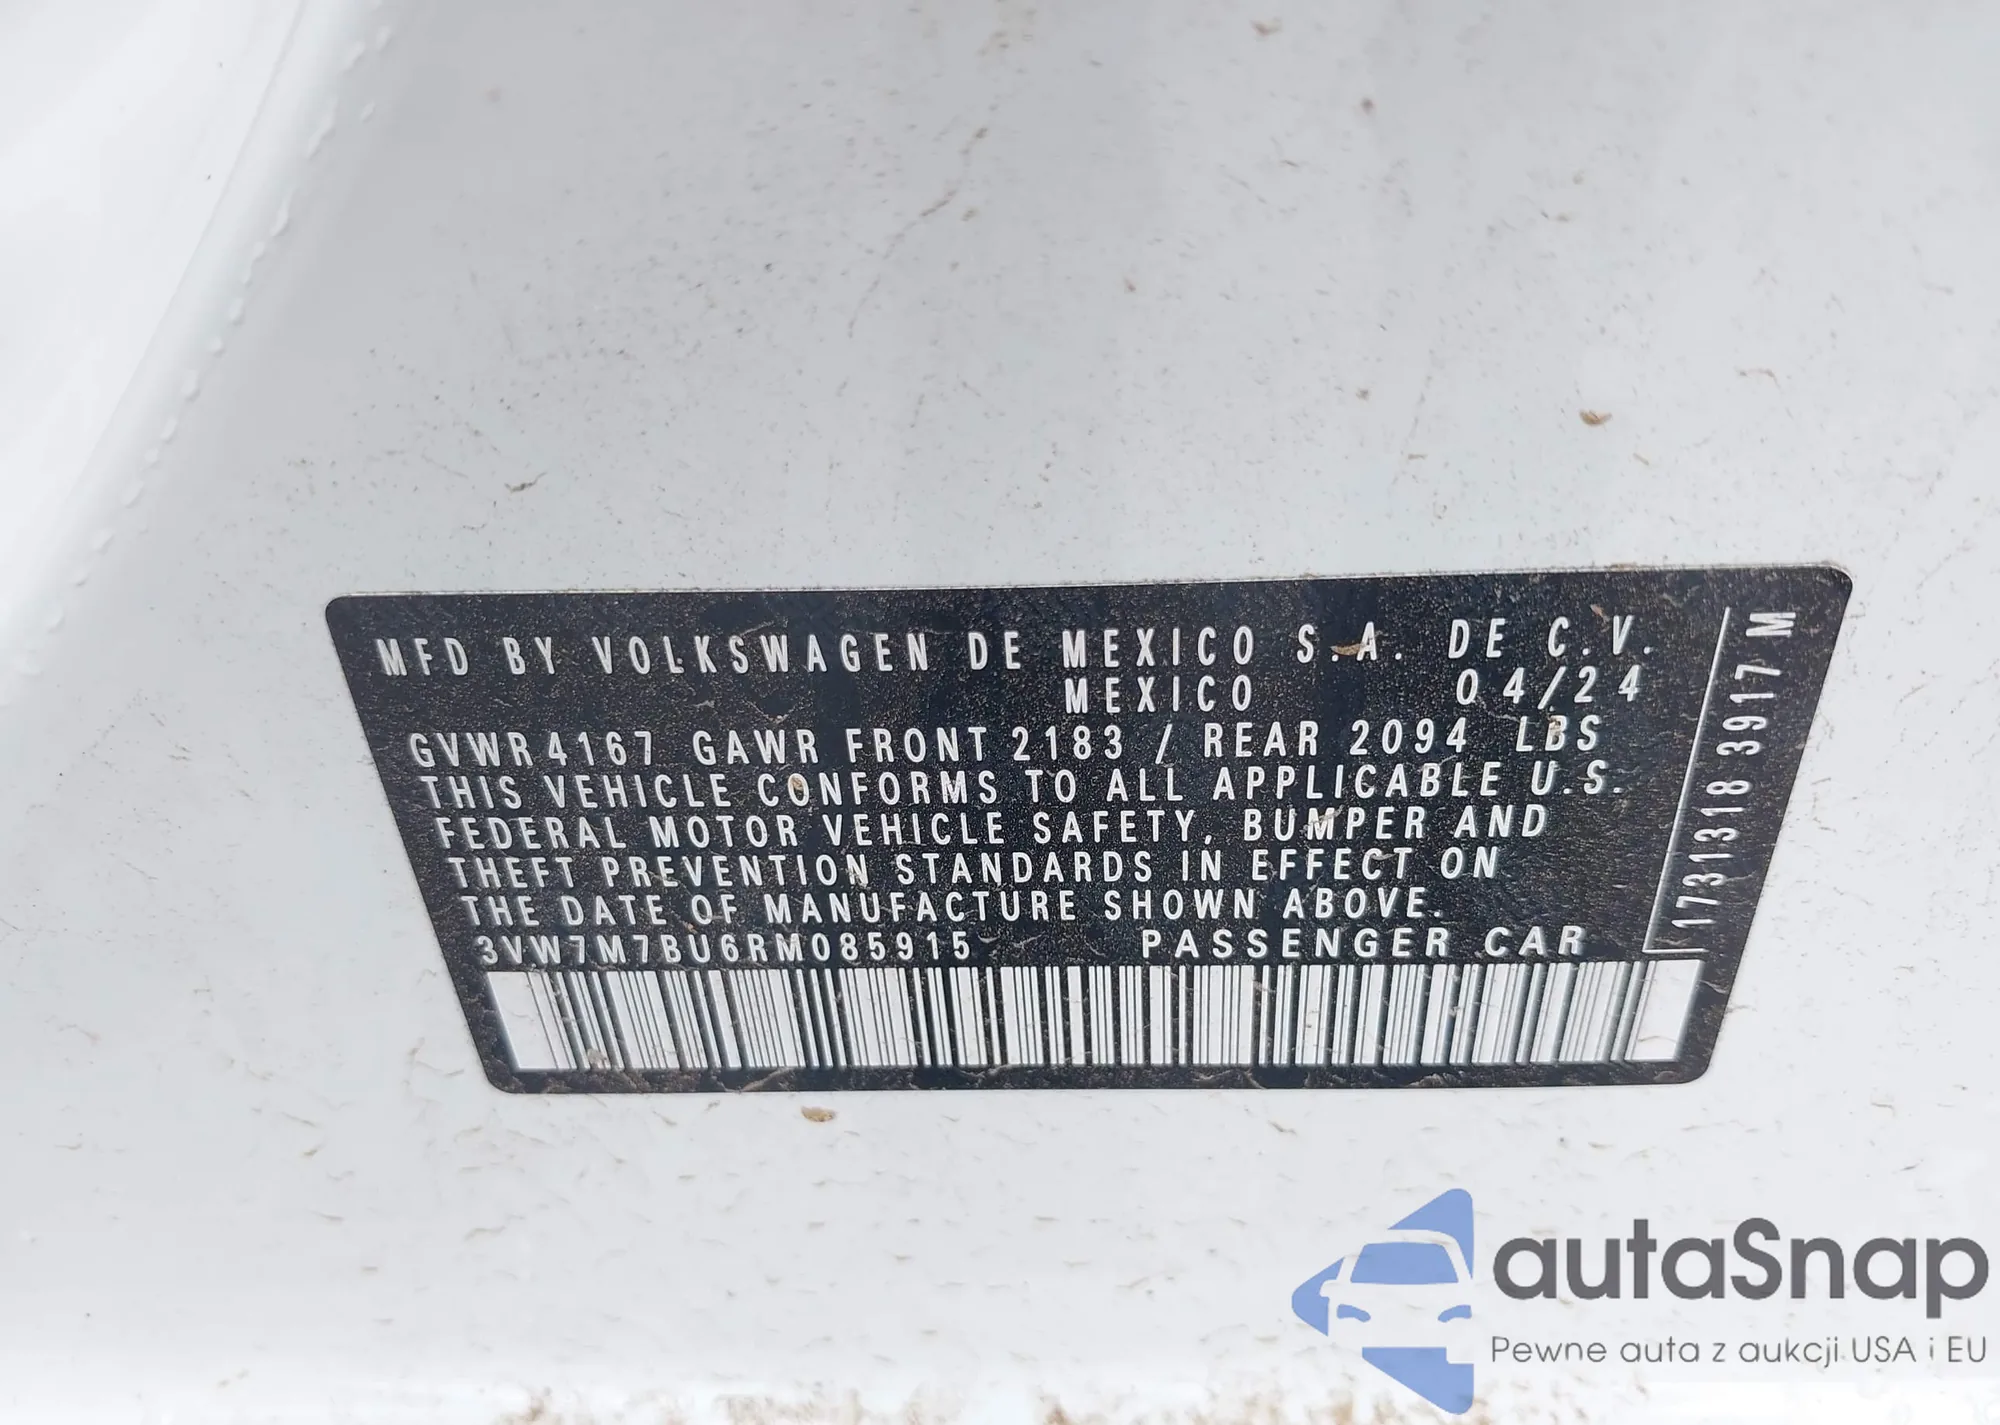 MFD BY VOLKSWAGEN DE MEXICO S.A. DE C.V.
MEXICO 04/24
GVWR 4167 GAWR FRONT 2183 / REAR 2094 LBS
THIS VEHICLE CONFORMS TO ALL APPLICABLE U.S.
FEDERAL MOTOR VEHICLE SAFETY, BUMPER AND
THEFT PREVENTION STANDARDS IN EFFECT ON
THE DATE OF MANUFACTURE SHOWN ABOVE.
3VW7M7BU6RM085915 PASSENGER CAR
1731318 3917 M
autaSnap
Pewne auta z aukcji USA i EU